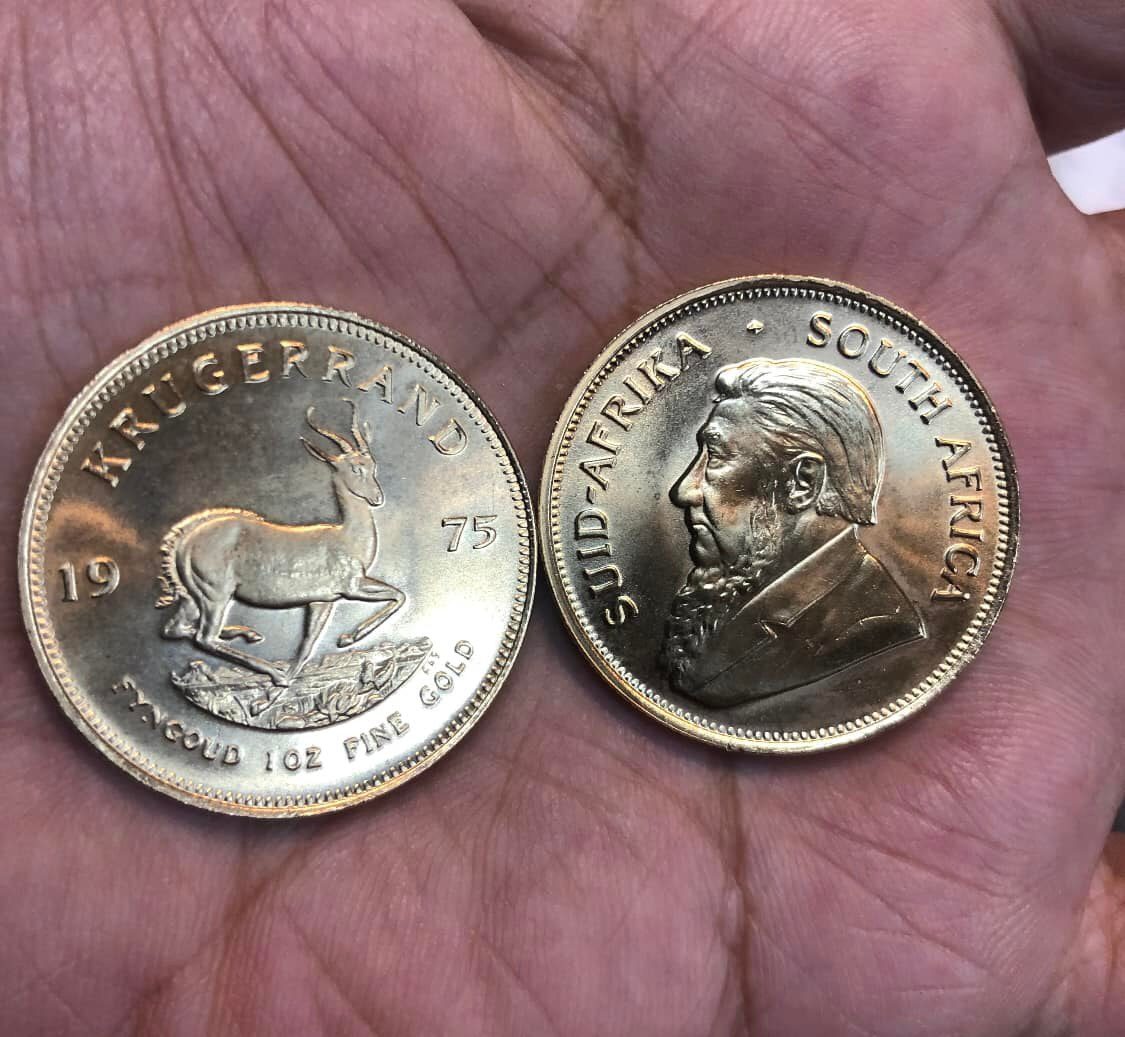 KRUGERRAND
19 75
FYNGOUD 1 OZ FINE GOLD
SUID-AFRIKA · SOUTH AFRICA